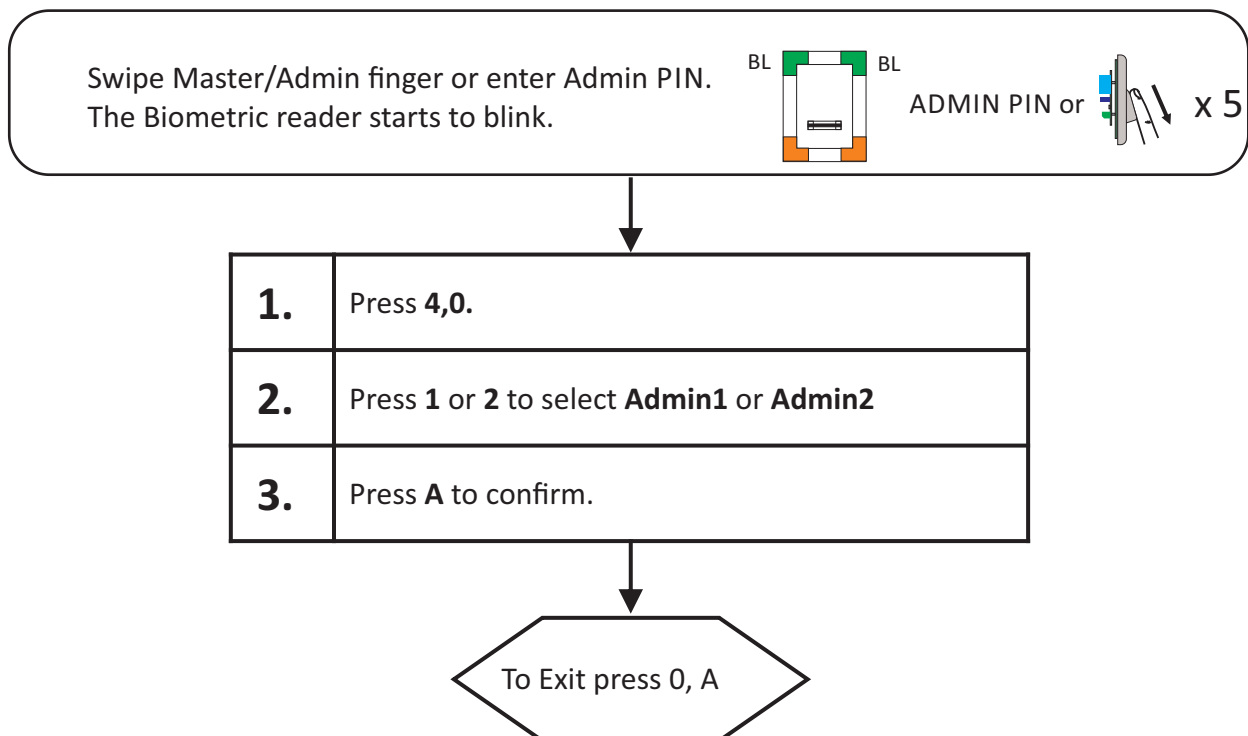 Swipe Master/Admin finger or enter Admin PIN.
The Biometric reader starts to blink.
BL
BL
ADMIN PIN or
x 5
1.
Press 4,0.
2.
Press 1 or 2 to select Admin1 or Admin2
3.
Press A to confirm.
To Exit press 0, A